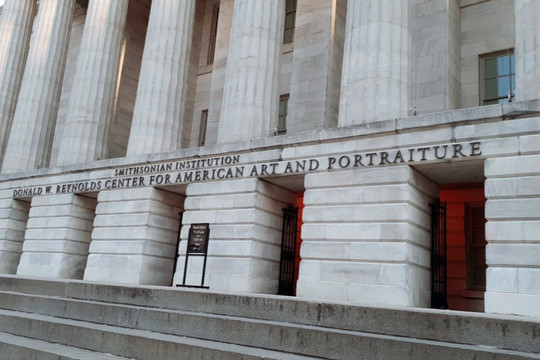 SMITHSONIAN INSTITUTION
DONALD W. REYNOLDS CENTER FOR AMERICAN ART AND PORTRAITURE